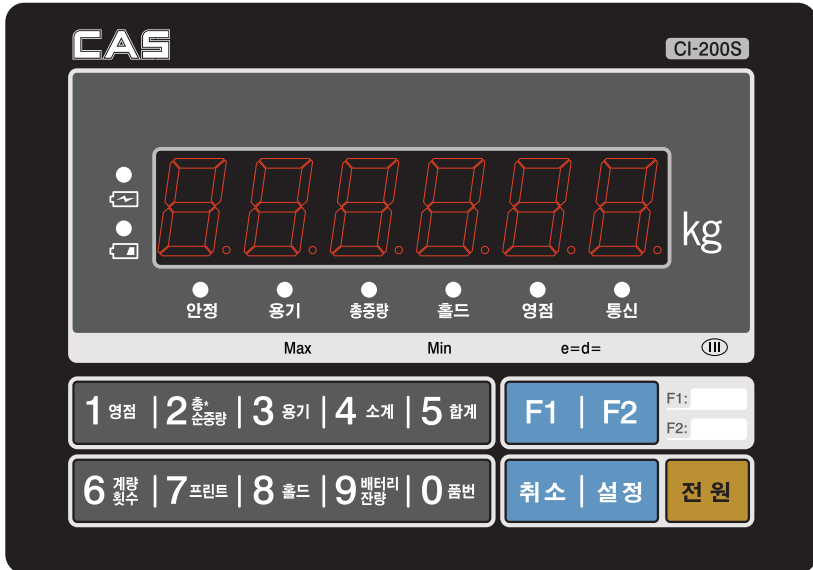 CAS
CI-200S
kg
안정 용기 총중량 홀드 영점 통신
Max Min e=d= III
1 영점 2 총* 순중량 3 용기 4 소계 5 합계
F1 F2
F1:
F2:
6 계량 횟수 7 프린트 8 홀드 9 배터리 잔량 0 품번
취소 설정 전원